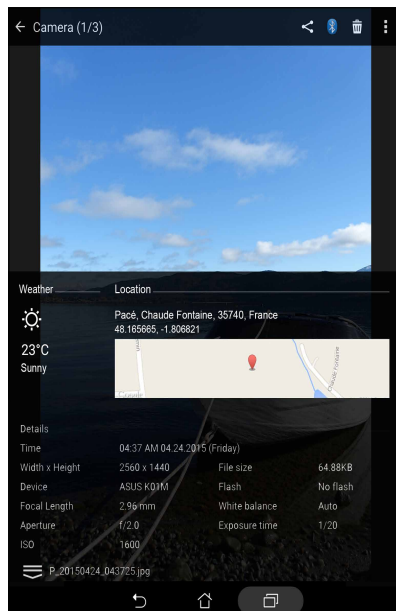 Camera (1/3)
Weather Location
Pacé, Chaude Fontaine, 35740, France
48.165665, -1.806821
23°C
Sunny
Chaude Fontaine
Google
Details
Time 04:37 AM 04.24.2015 (Friday)
Width x Height 2560 x 1440 File size 64.88KB
Device ASUS K01M Flash No flash
Focal Length 2.96 mm White balance Auto
Aperture f/2.0 Exposure time 1/20
ISO 1600
P_20150424_043725.jpg